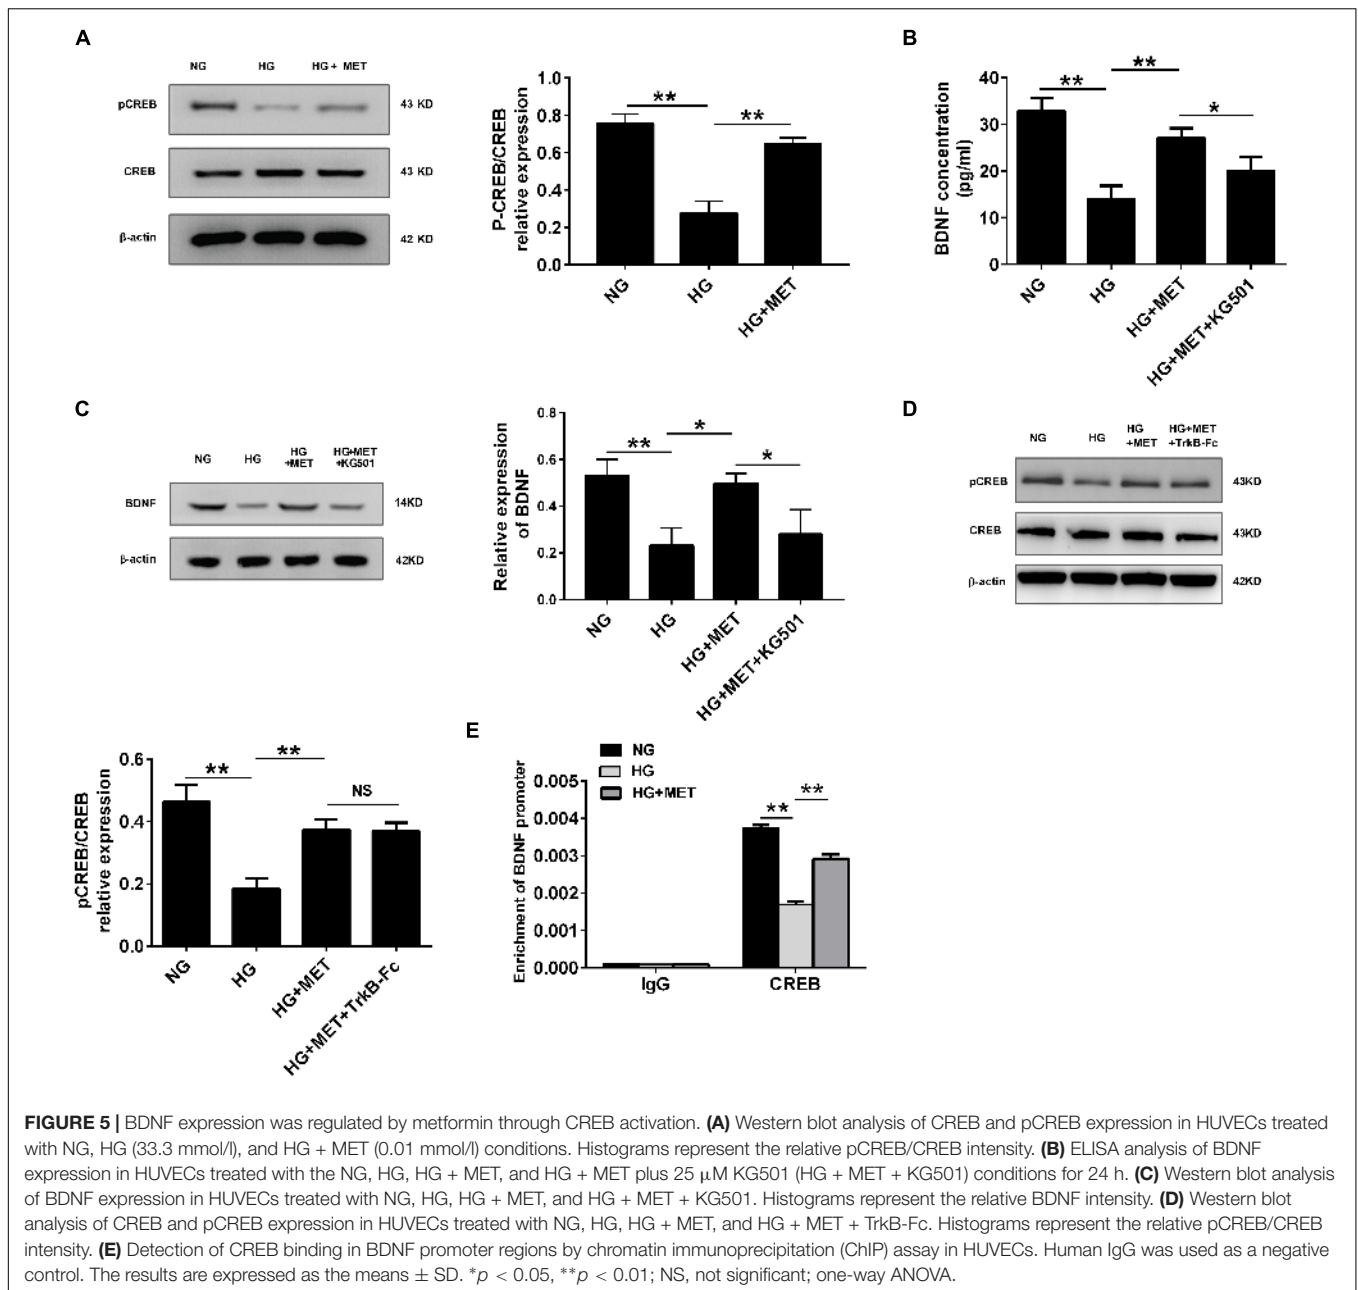 A
NG HG HG + MET
pCREB 43 KD
CREB 43 KD
β-actin 42 KD
P-CREB/CREB
relative expression
1.0
0.8
0.6
0.4
0.2
0.0
** **
NG HG HG+MET
B
BDNF concentration
(pg/ml)
40
30
20
10
0
** ** *
NG HG HG+MET HG+MET+KG501
C
NG HG HG +MET HG+MET +KG501
BDNF 14KD
β-actin 42KD
Relative expression
of BDNF
0.8
0.6
0.4
0.2
0.0
** * *
NG HG HG+MET HG+MET+KG501
D
NG HG HG +MET HG+MET +TrkB-Fc
pCREB 43KD
CREB 43KD
β-actin 42KD
pCREB/CREB
relative expression
0.6
0.4
0.2
0.0
** ** NS
NG HG HG+MET HG+MET+TrkB-Fc
E
NG
HG
HG+MET
Enrichment of BDNF promoter
0.005
0.004
0.003
0.002
0.001
0.000
** **
IgG CREB
FIGURE 5 | BDNF expression was regulated by metformin through CREB activation. (A) Western blot analysis of CREB and pCREB expression in HUVECs treated
with NG, HG (33.3 mmol/l), and HG + MET (0.01 mmol/l) conditions. Histograms represent the relative pCREB/CREB intensity. (B) ELISA analysis of BDNF
expression in HUVECs treated with the NG, HG, HG + MET, and HG + MET plus 25 μM KG501 (HG + MET + KG501) conditions for 24 h. (C) Western blot analysis
of BDNF expression in HUVECs treated with NG, HG, HG + MET, and HG + MET + KG501. Histograms represent the relative BDNF intensity. (D) Western blot
analysis of CREB and pCREB expression in HUVECs treated with NG, HG, HG + MET, and HG + MET + TrkB-Fc. Histograms represent the relative pCREB/CREB
intensity. (E) Detection of CREB binding in BDNF promoter regions by chromatin immunoprecipitation (ChIP) assay in HUVECs. Human IgG was used as a negative
control. The results are expressed as the means ± SD. *p < 0.05, **p < 0.01; NS, not significant; one-way ANOVA.